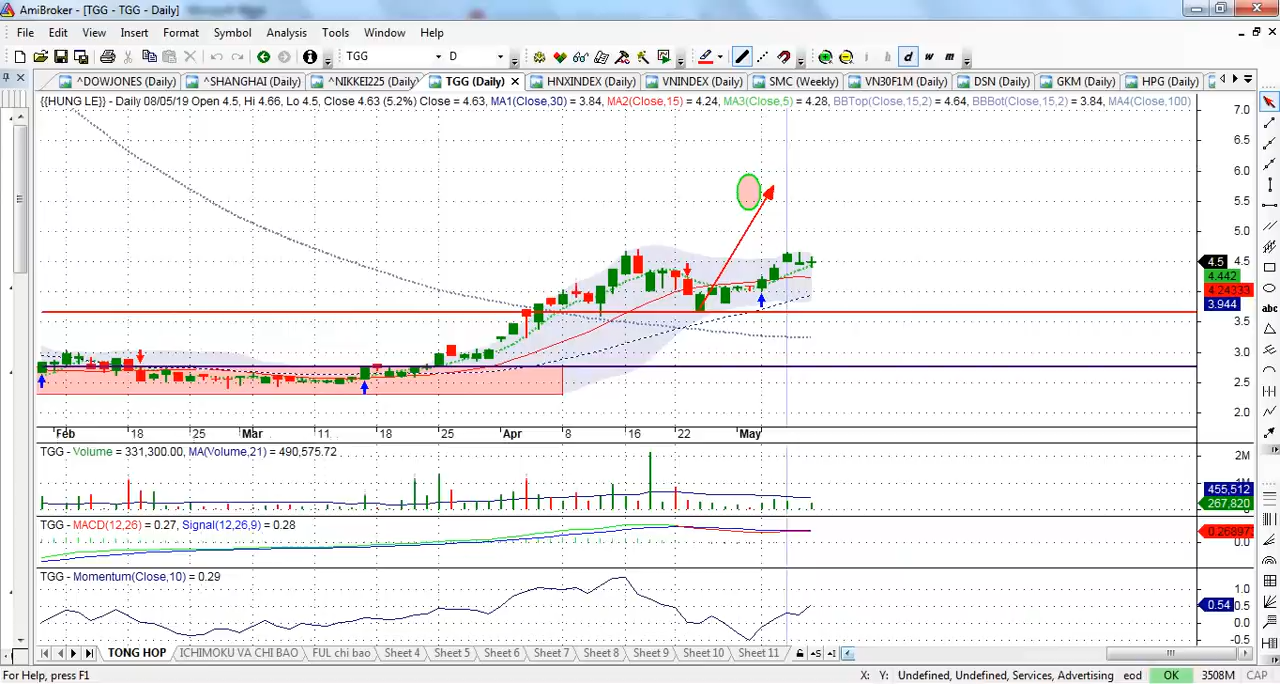 AmiBroker - [TGG - TGG - Daily]
File Edit View Insert Format Symbol Analysis Tools Window Help
TGG D i h d w m
^DOWJONES (Daily) ^SHANGHAI (Daily) ^NIKKEI225 (Daily) TGG (Daily) HNXINDEX (Daily) VNINDEX (Daily) SMC (Weekly) VN1F1M (Daily) DSN (Daily) GKM (Daily) HPG (Daily)
{{HUNG LE}} - Daily 08/05/19 Open 4.5, Hi 4.66, Lo 4.5, Close 4.63 (5.2%) Close = 4.63, MA1(Close,30) = 3.84, MA2(Close,15) = 4.24, MA3(Close,5) = 4.28, BBTop(Close,15,2) = 4.64, BBBot(Close,15,2) = 3.84, MA4(Close,100)
7.0
6.5
6.0
5.5
5.0
4.5
4.442
4.24333
3.944
3.5
3.0
2.5
2.0
abc
Feb 18 25 Mar 11 18 25 Apr 8 16 22 May
TGG - Volume = 331,300.00, MA(Volume,21) = 490,575.72
2M
455,512
267,820
TGG - MACD(12,26) = 0.27, Signal(12,26,9) = 0.28
0.26897
0.0
TGG - Momentum(Close,10) = 0.29
1.0
0.54 0.5
0.0
-0.5
TONG HOP ICHIMOKU VA CHI BAO FUL chi bao Sheet 4 Sheet 5 Sheet 6 Sheet 7 Sheet 8 Sheet 9 Sheet 10 Sheet 11
For Help, press F1 X: Y: Undefined, Undefined, Services, Advertising eod OK 3508M CAP